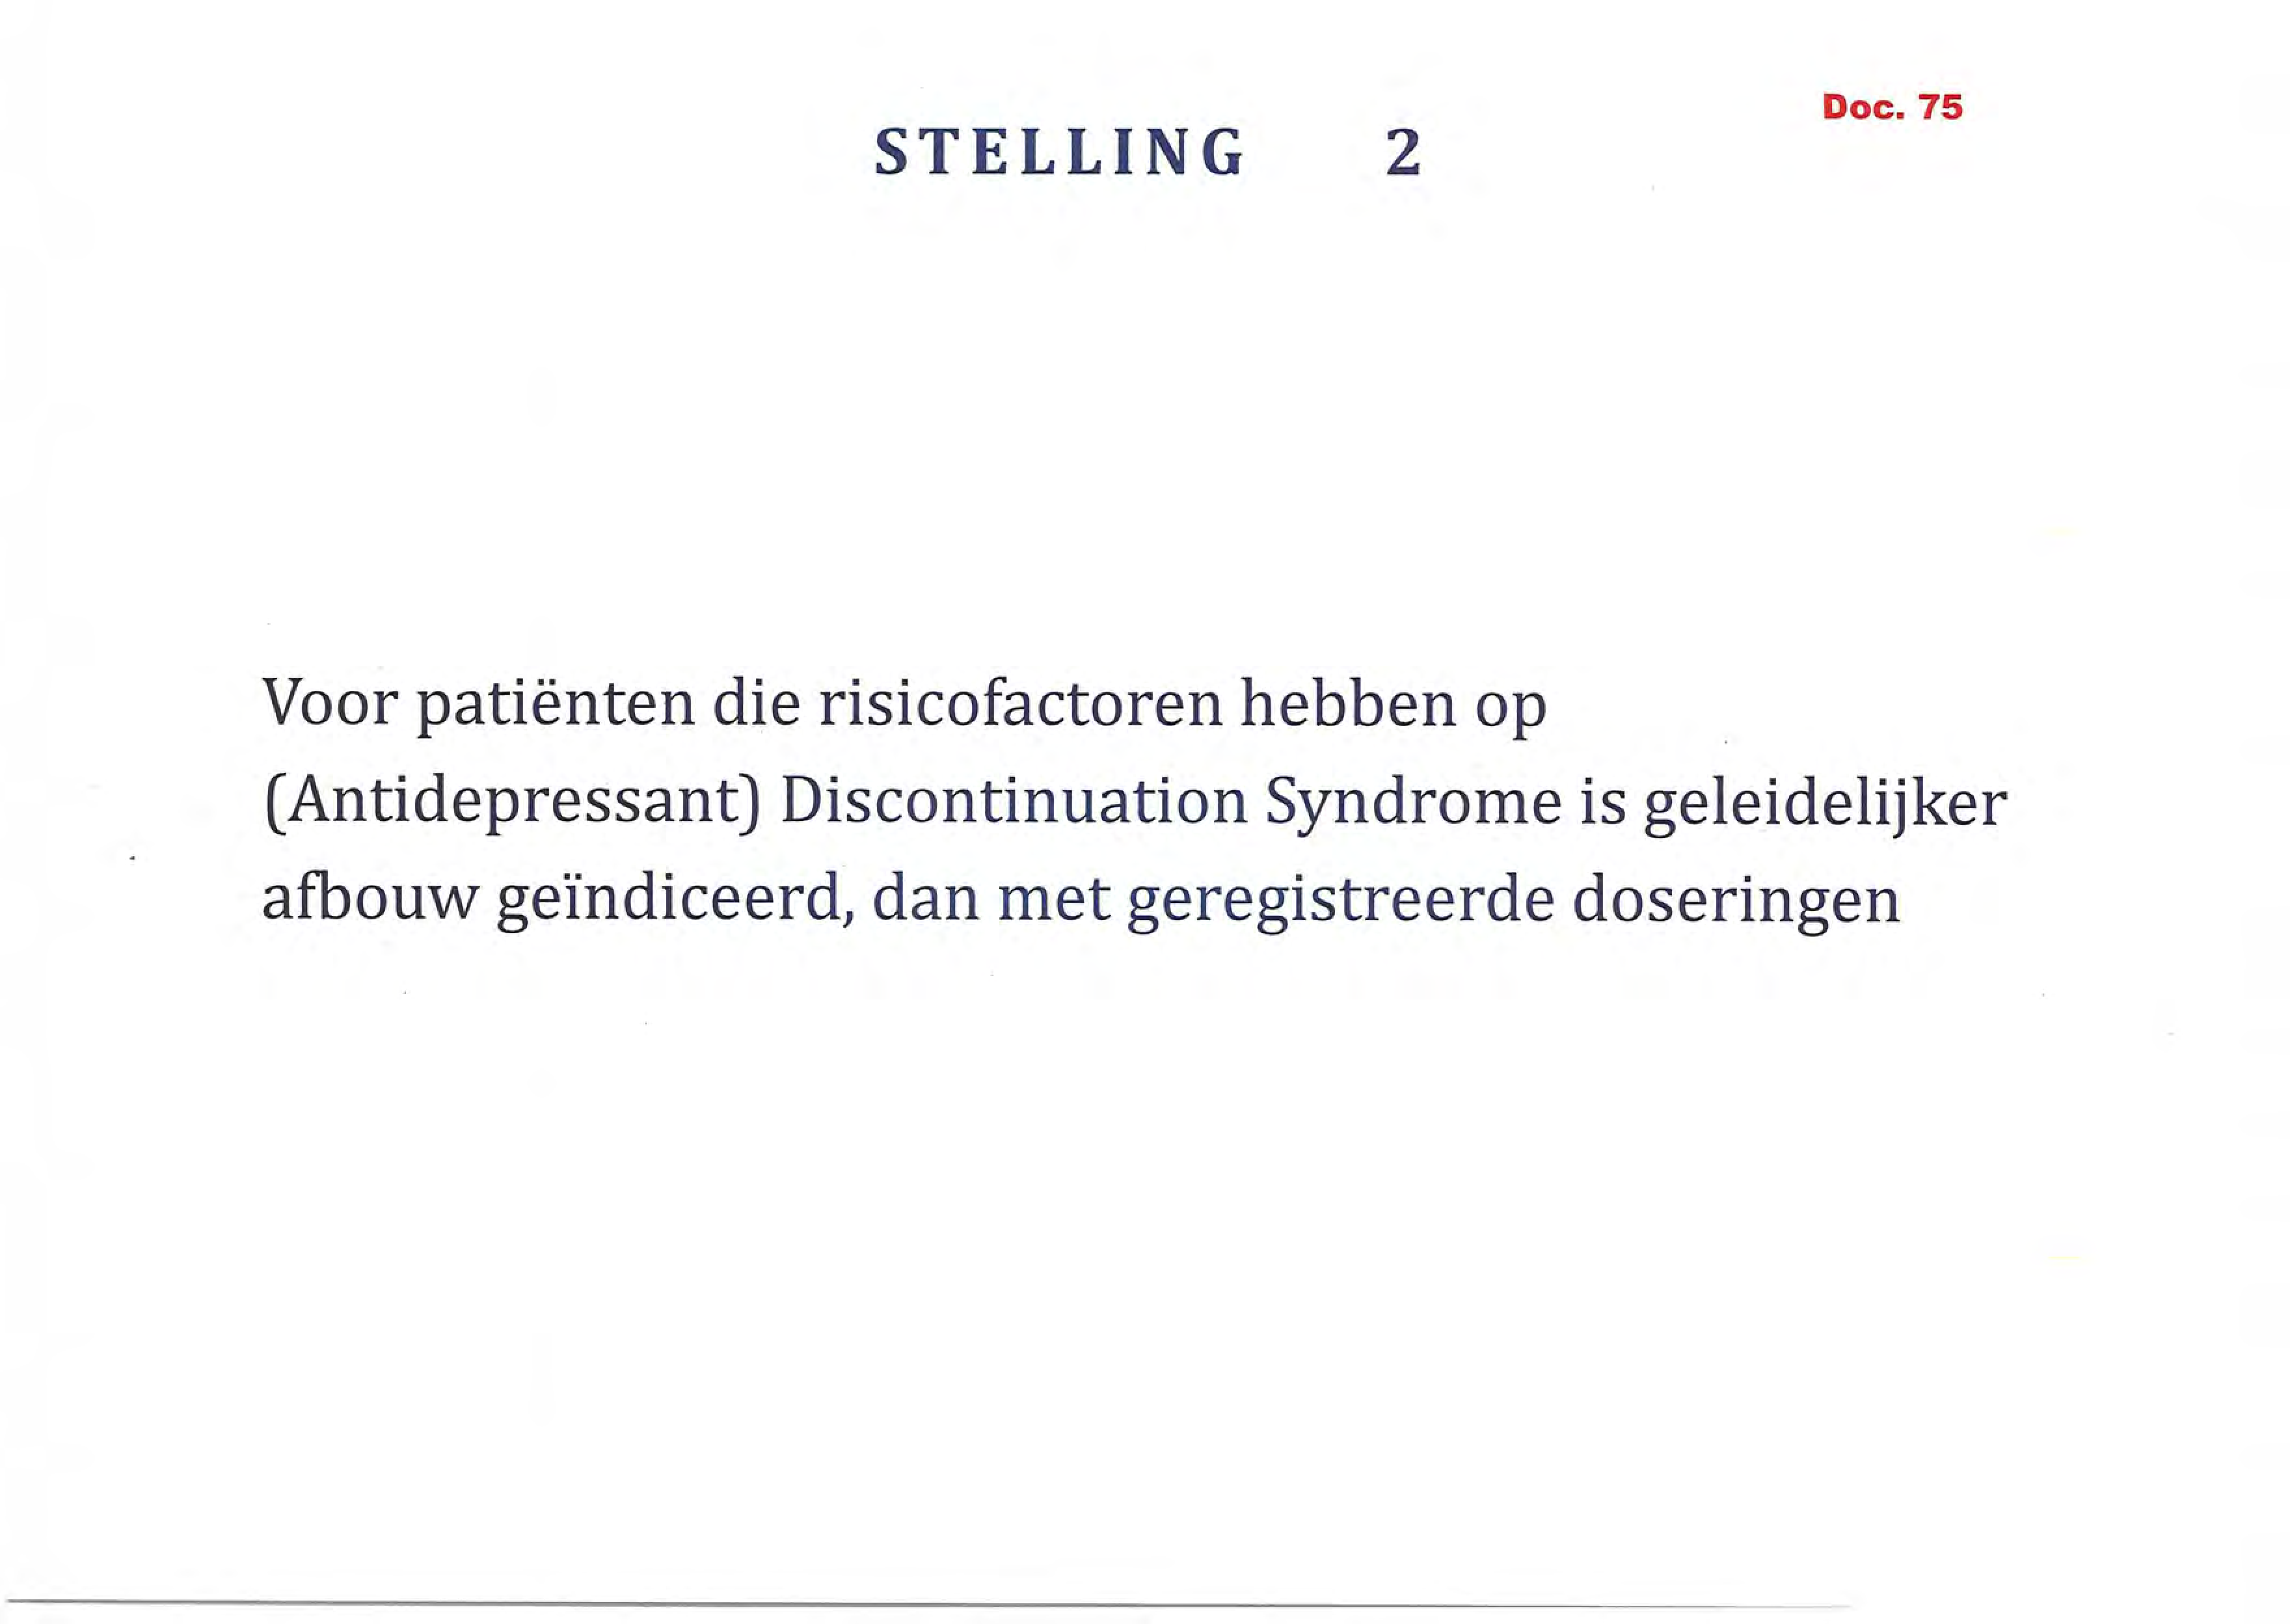 Doc. 75
STELLING 2
Voor patiënten die risicofactoren hebben op
(Antidepressant) Discontinuation Syndrome is geleidelijker
afbouw geïndiceerd, dan met geregistreerde doseringen